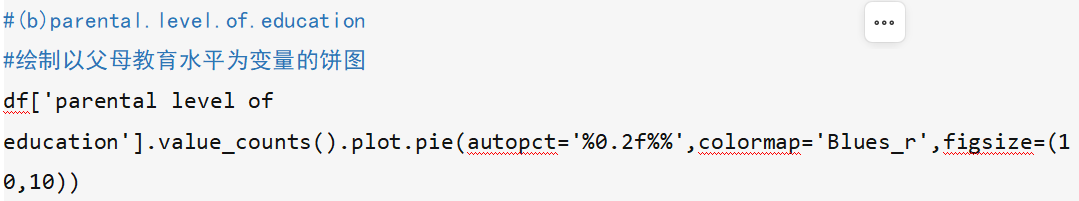 #(b)parental.level.of.education
#绘制以父母教育水平为变量的饼图
df['parental level of
education'].value_counts().plot.pie(autopct='%0.2f%%',colormap='Blues_r',figsize=(1
0,10))